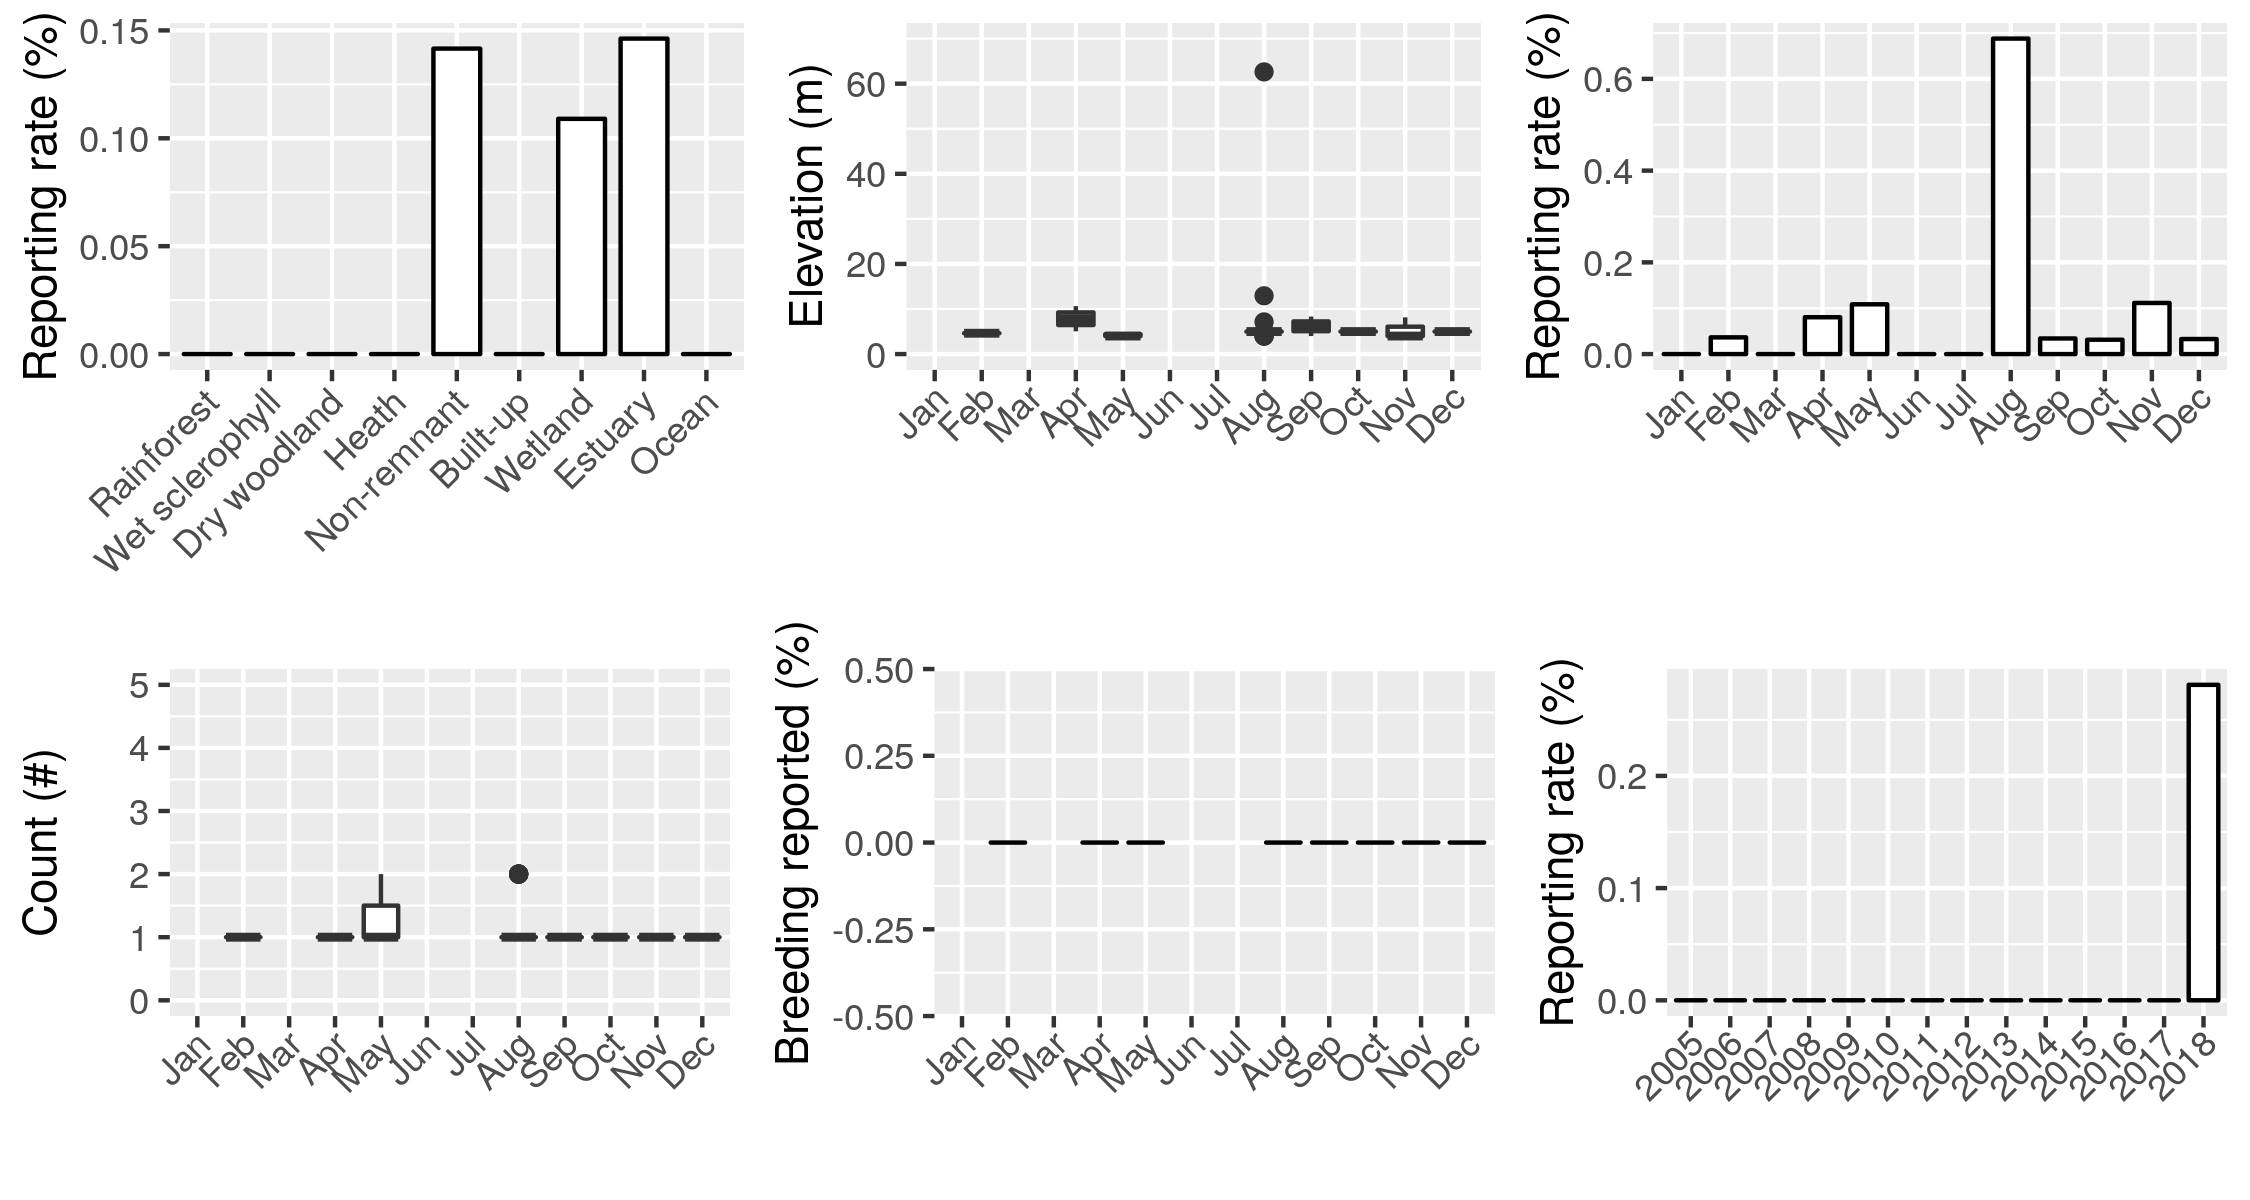 Reporting rate (%)
0.15
0.10
0.05
0.00
Rainforest
Wet sclerophyll
Dry woodland
Heath
Non-remnant
Built-up
Wetland
Estuary
Ocean
Elevation (m)
60
40
20
0
Jan
Feb
Mar
Apr
May
Jun
Jul
Aug
Sep
Oct
Nov
Dec
Reporting rate (%)
0.6
0.4
0.2
0.0
Jan
Feb
Mar
Apr
May
Jun
Jul
Aug
Sep
Oct
Nov
Dec
Count (#)
5
4
3
2
1
0
Jan
Feb
Mar
Apr
May
Jun
Jul
Aug
Sep
Oct
Nov
Dec
Breeding reported (%)
0.50
0.25
0.00
-0.25
-0.50
Jan
Feb
Mar
Apr
May
Jun
Jul
Aug
Sep
Oct
Nov
Dec
Reporting rate (%)
0.2
0.1
0.0
2005
2006
2007
2008
2009
2010
2011
2012
2013
2014
2015
2016
2017
2018